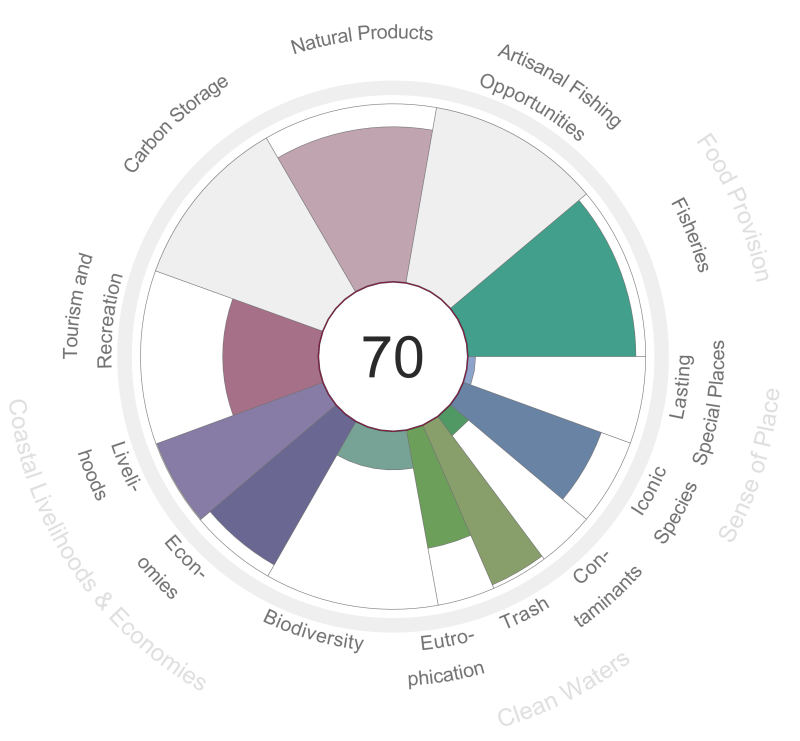 Natural Products
Artisanal Fishing
Opportunities
Carbon Storage
Food Provision
Fisheries
Tourism and
Recreation
70
Lasting
Special Places
Sense of Place
Iconic
Species
Liveli-
hoods
Coastal Livelihoods & Economies
Econ-
omies
Con-
taminants
Trash
Biodiversity
Eutro-
phication
Clean Waters